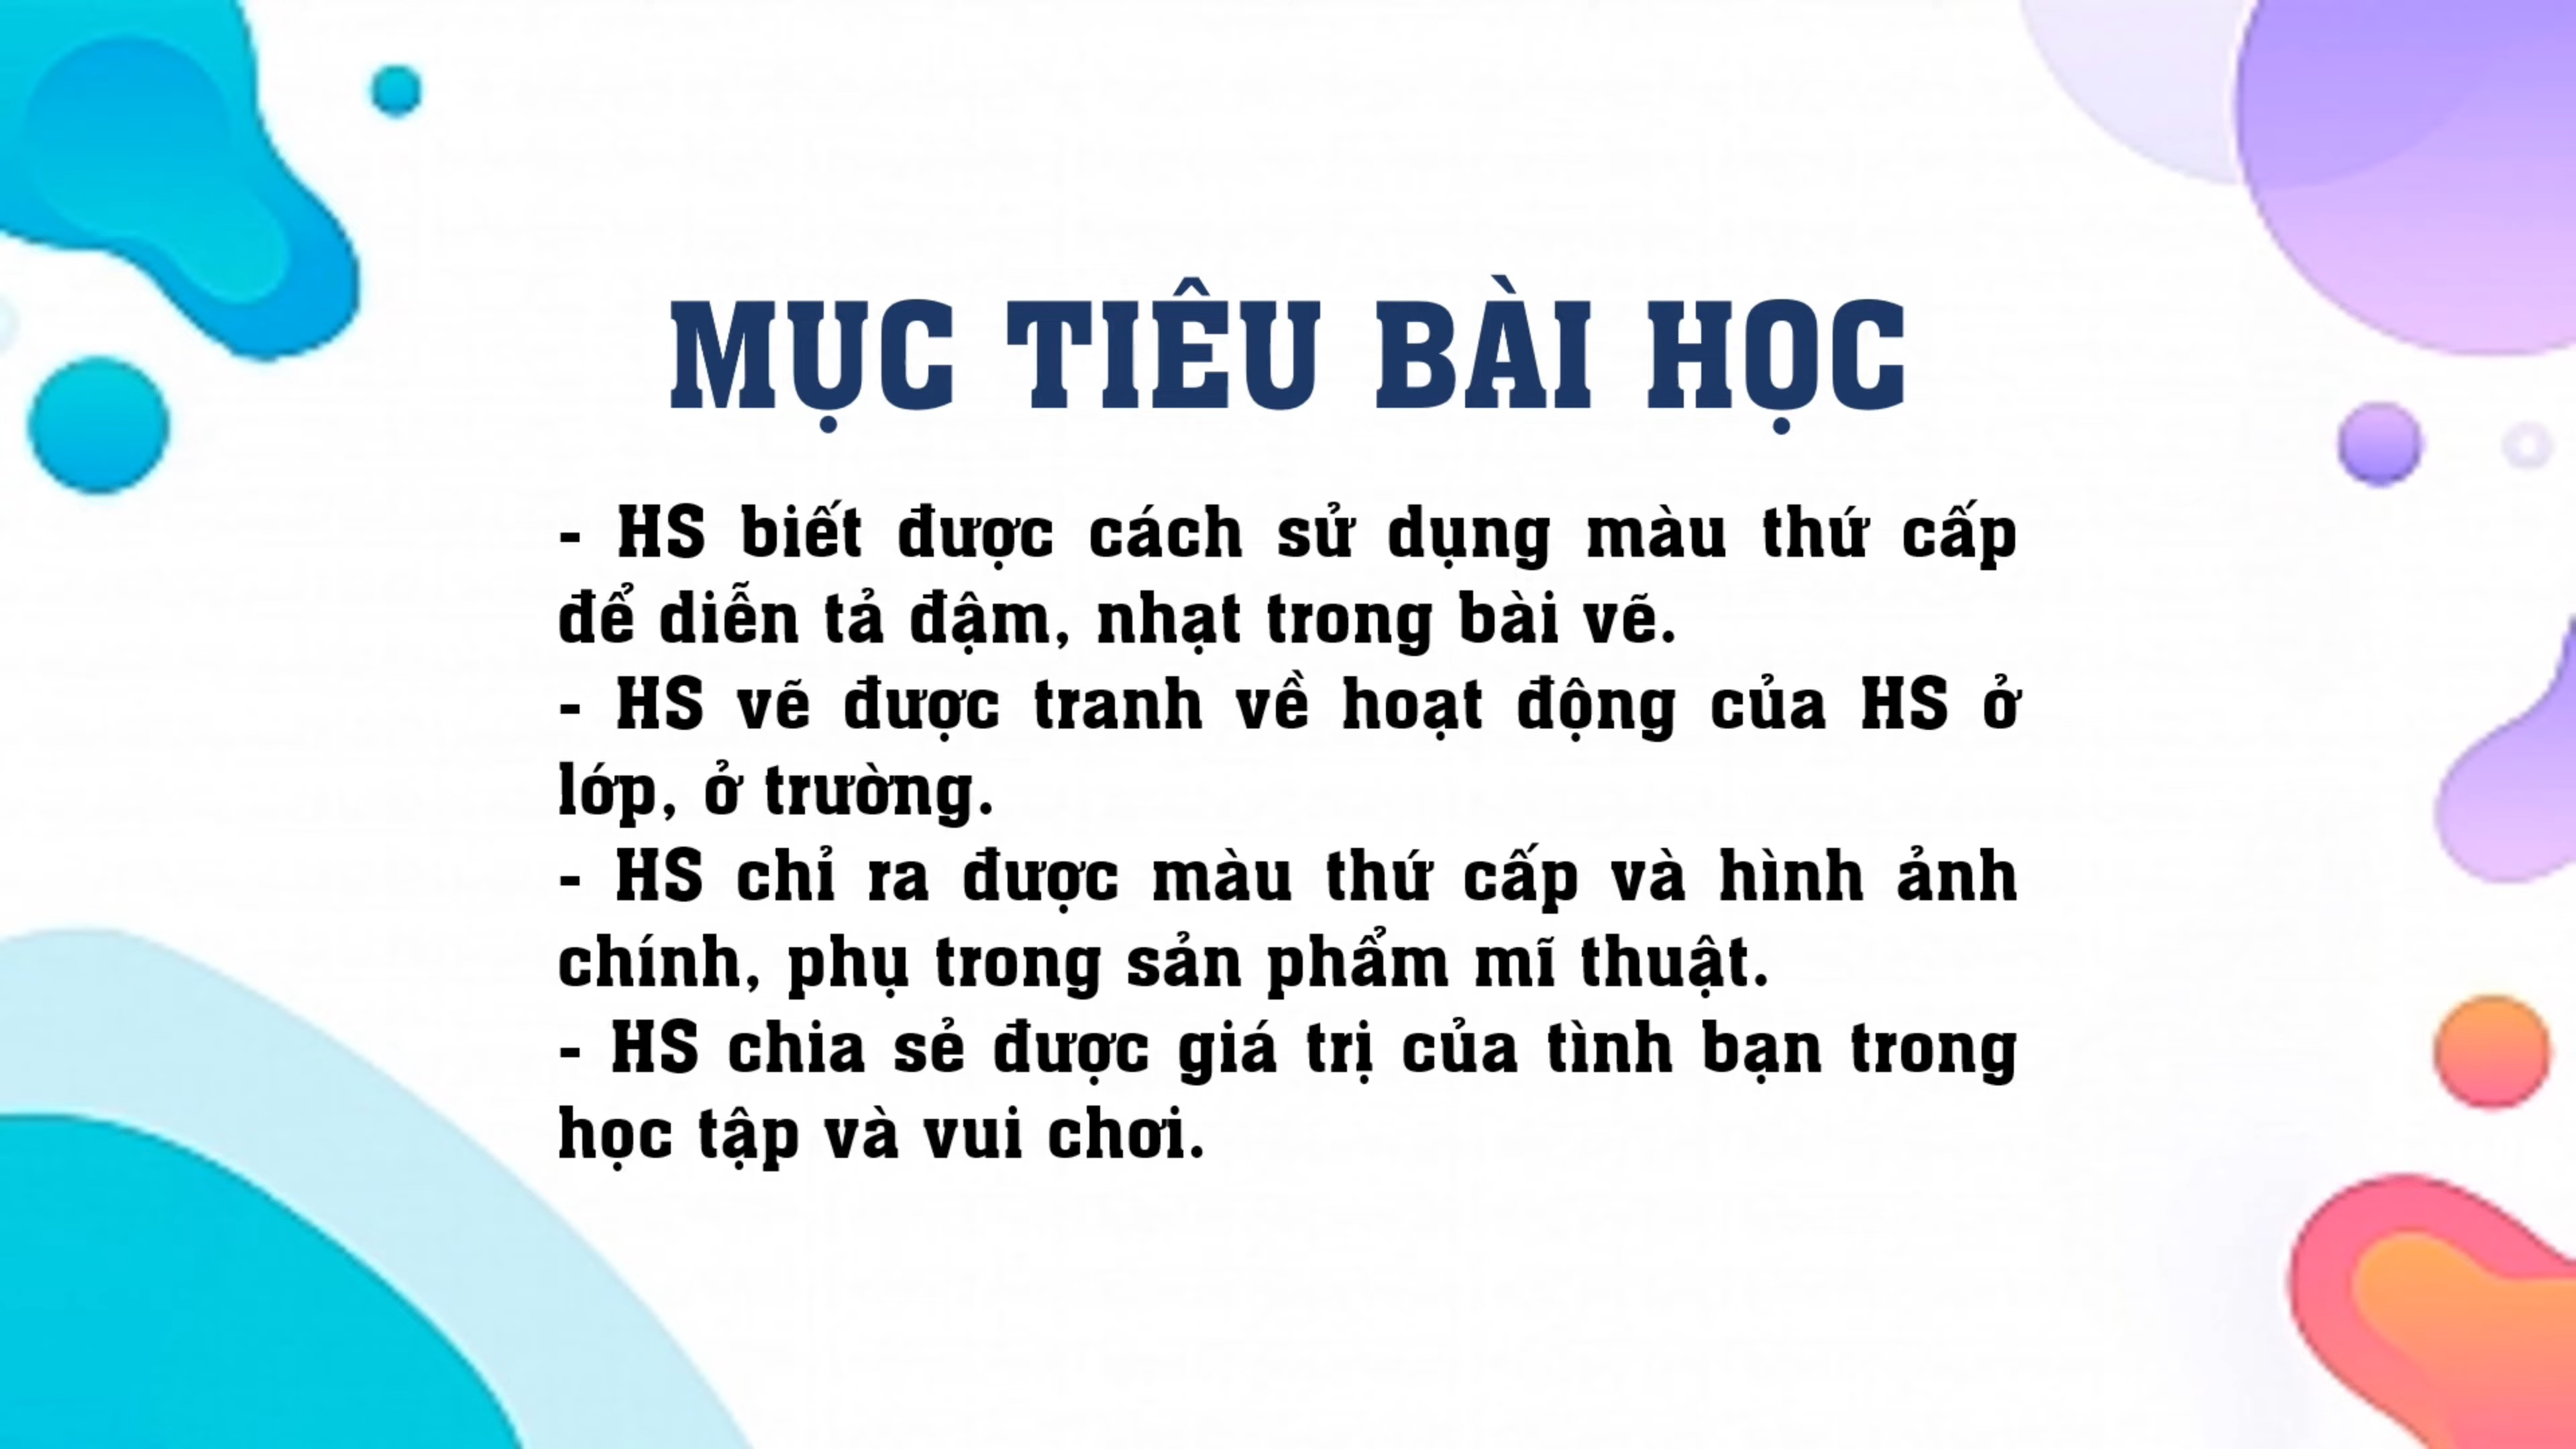 MỤC TIÊU BÀI HỌC
- HS biết được cách sử dụng màu thứ cấp
để diễn tả đậm, nhạt trong bài vẽ.
- HS vẽ được tranh về hoạt động của HS ở
lớp, ở trường.
- HS chỉ ra được màu thứ cấp và hình ảnh
chính, phụ trong sản phẩm mĩ thuật.
- HS chia sẻ được giá trị của tình bạn trong
học tập và vui chơi.